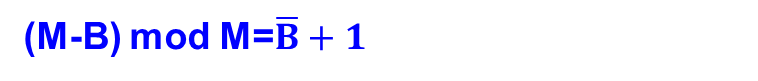 (M-B) mod M=B̅ + 1